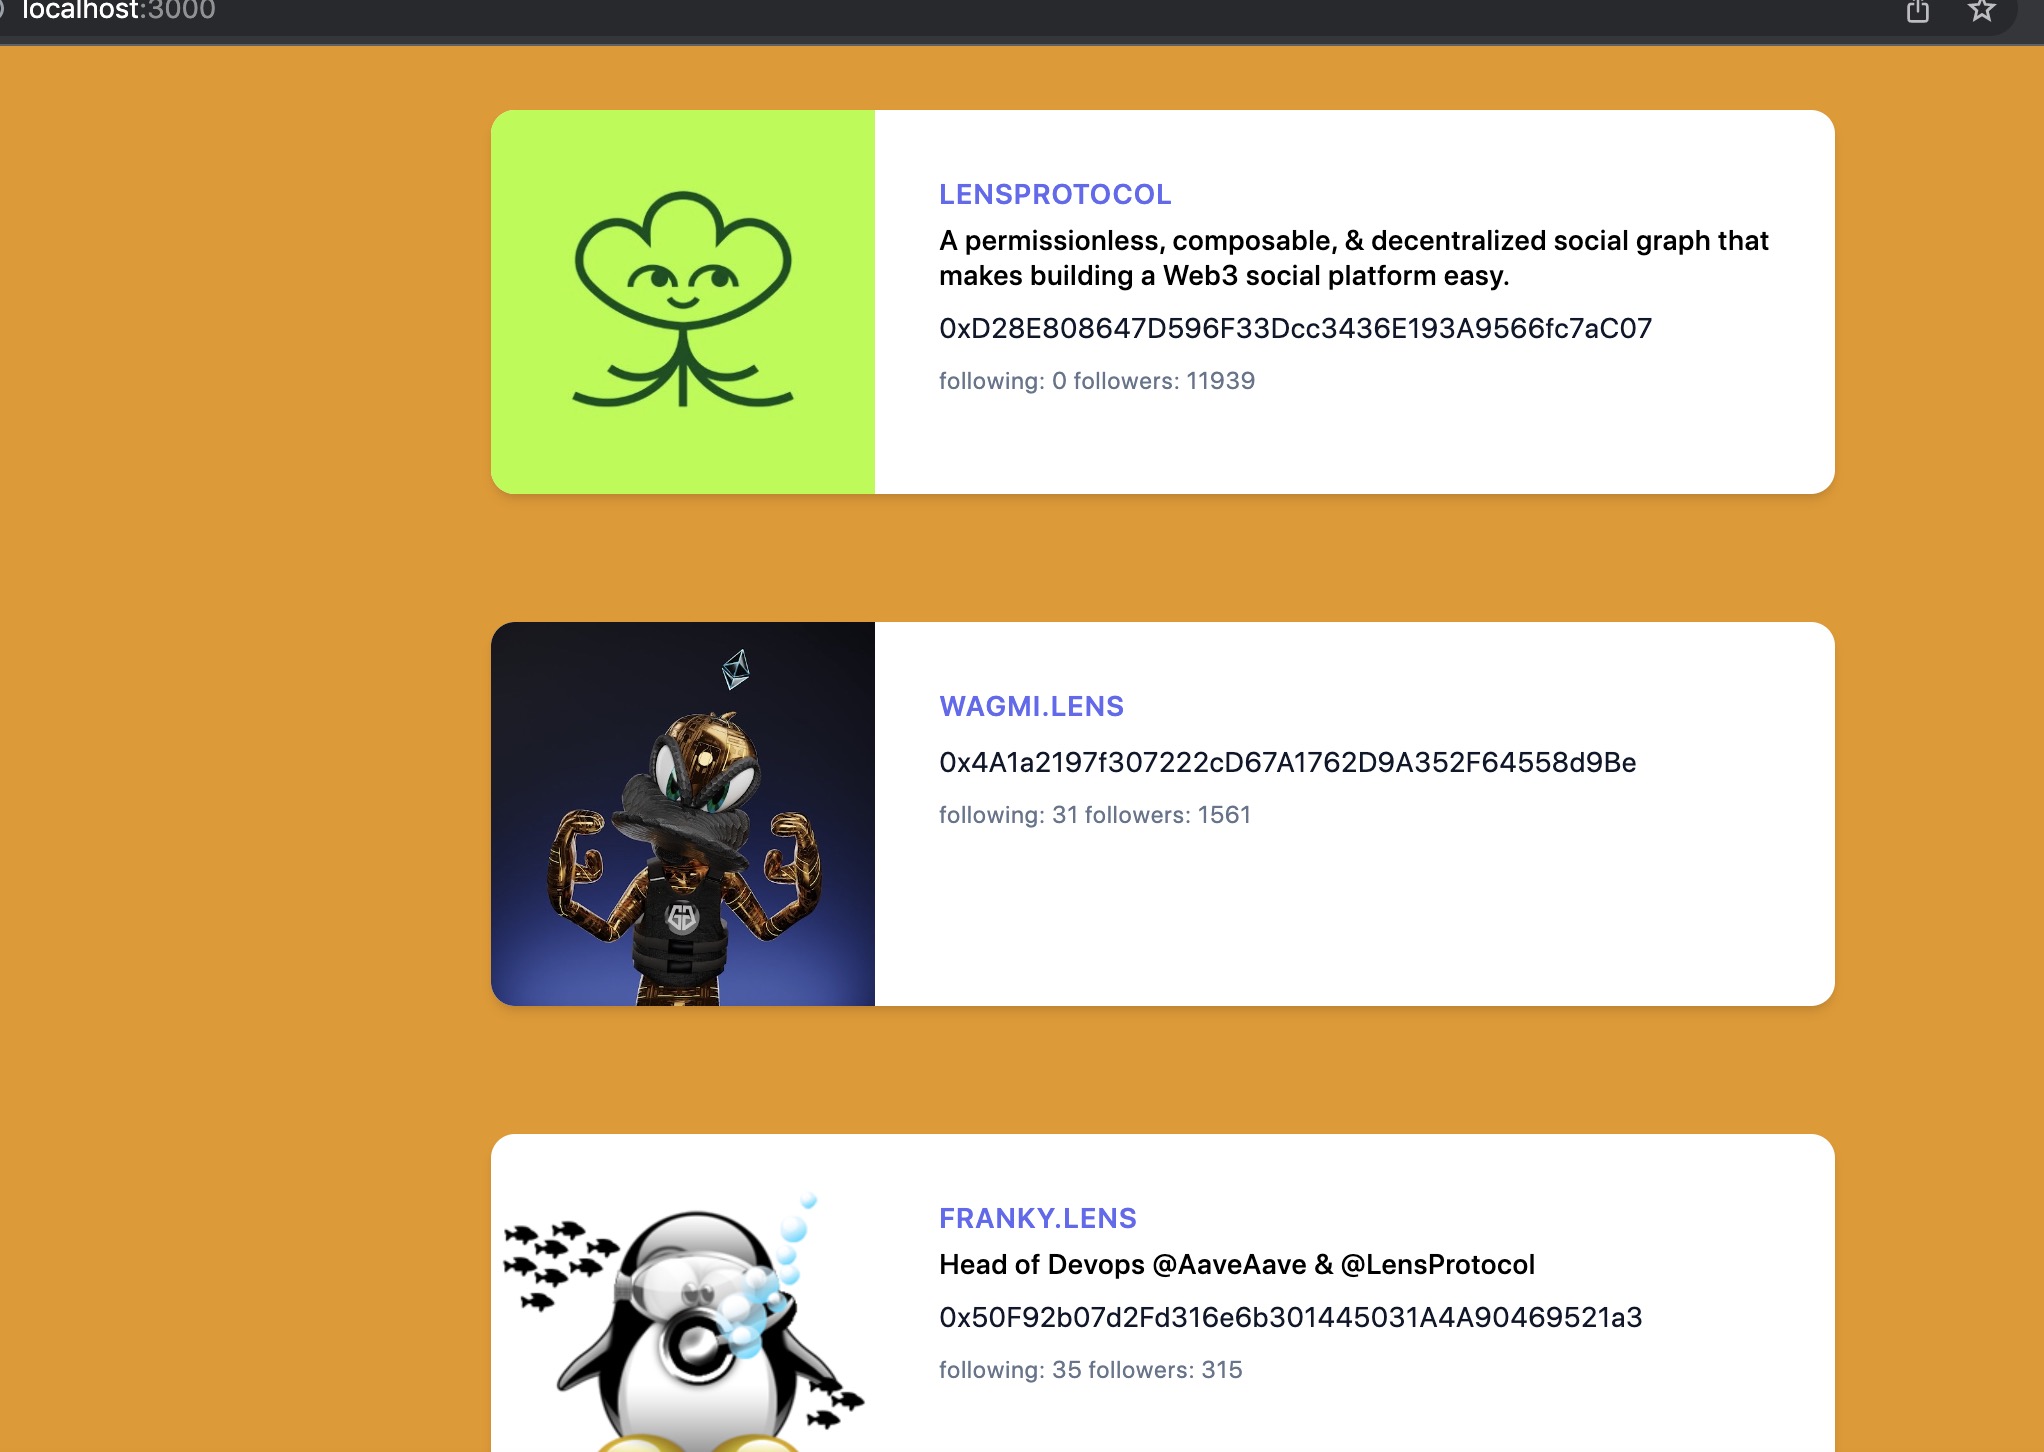 localhost:3000
LENSPROTOCOL
A permissionless, composable, & decentralized social graph that
makes building a Web3 social platform easy.
0xD28E808647D596F33Dcc3436E193A9566fc7aC07
following: 0 followers: 11939
WAGMI.LENS
0x4A1a2197f307222cD67A1762D9A352F64558d9Be
following: 31 followers: 1561
FRANKY.LENS
Head of Devops @AaveAave & @LensProtocol
0x50F92b07d2Fd316e6b301445031A4A90469521a3
following: 35 followers: 315